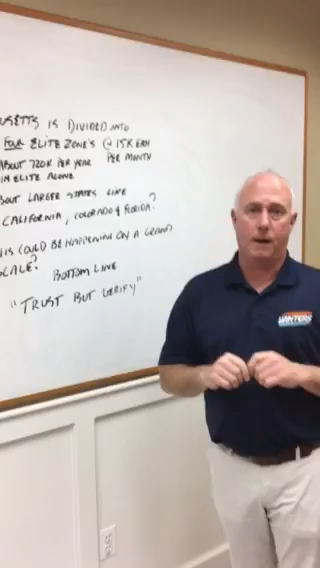 USETTS IS DIVIDED INTO
FOUR ELITE ZONE'S @ 15K EACH
ABOUT 720K PER YEAR PER MONTH
IN ELITE ALONE
BOUT LARGER STATES LIKE
CALIFORNIA, COLORADO & FLORIDA?
HIS COULD BE HAPPENING ON A GRAND
SCALE?
BOTTOM LINE
"TRUST BUT VERIFY"